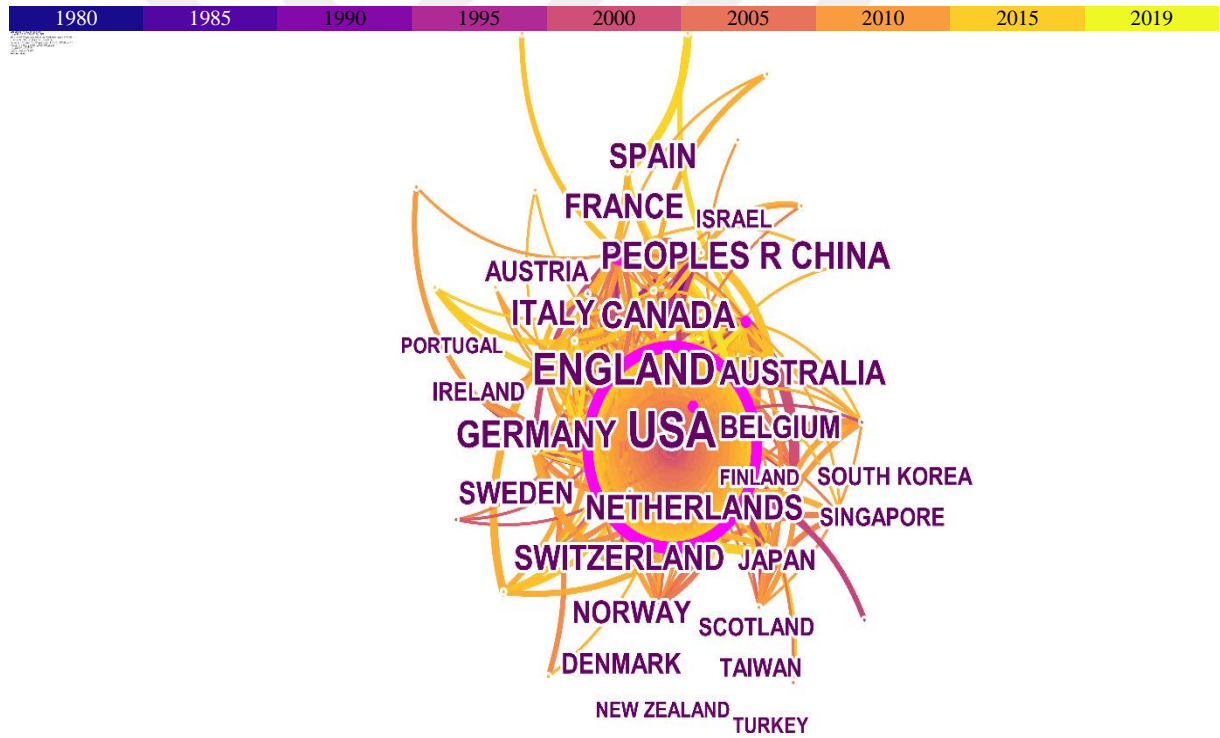 1980 1985 1990 1995 2000 2005 2010 2015 2019
SPAIN
FRANCE
ISRAEL
PEOPLES R CHINA
AUSTRIA
ITALY CANADA
PORTUGAL
ENGLAND AUSTRALIA
IRELAND
GERMANY USA BELGIUM
FINLAND SOUTH KOREA
SWEDEN
NETHERLANDS SINGAPORE
SWITZERLAND JAPAN
NORWAY
SCOTLAND
DENMARK TAIWAN
NEW ZEALAND
TURKEY